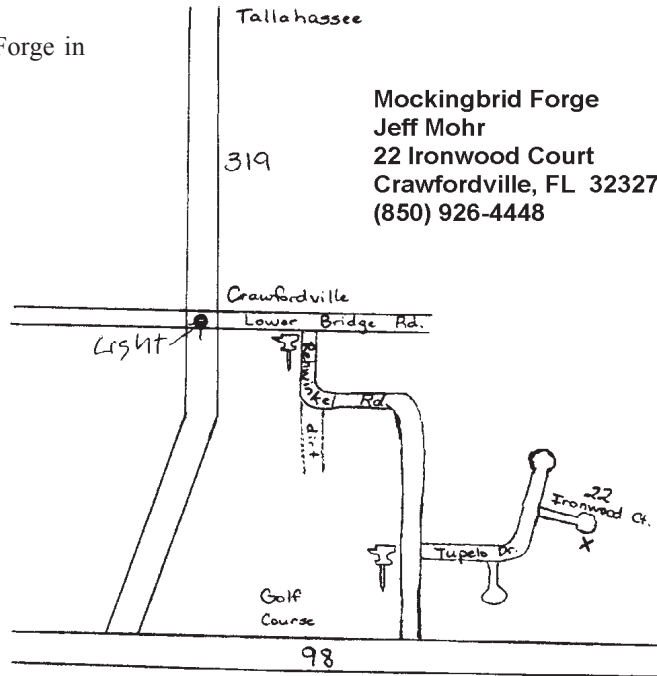 Tallahassee
Forge in
Mockingbrid Forge
Jeff Mohr
22 Ironwood Court
Crawfordville, FL 32327
(850) 926-4448
319
Crawfordville
Lower Bridge Rd.
Light
Rehwinkel Rd
dirt
22
Ironwood Ct.
X
Tupelo Dr.
Golf
Course
98